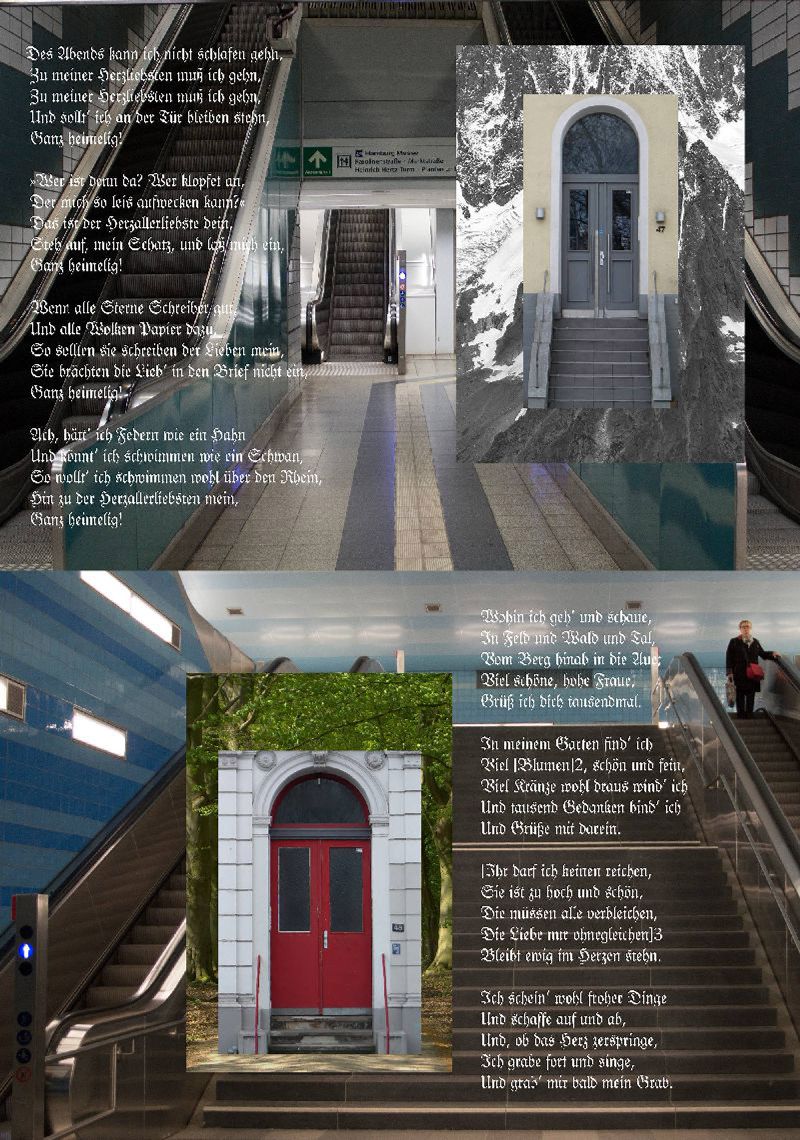 Des Abends kann ich nicht schlafen gehn,
Zu meiner Herzliebsten muß ich gehn,
Zu meiner Herzliebsten muß ich gehn,
Und sollt' ich an der Tür bleiben stehn,
Ganz heimelig!
»Wer ist denn da? Wer klopfet an,
Der mich so leis aufwecken kann?«
Das ist der Herzallerliebste dein,
Steh auf, mein Schatz, und laß mich ein,
Ganz heimelig!
Wenn alle Sterne Schreiber gut,
Und alle Wolken Papier dazu,
So sollten sie schreiben der Lieben mein,
Sie brächten die Lieb' in den Brief nicht ein,
Ganz heimelig!
Ach, hätt' ich Federn wie ein Hahn
Und könnt' ich schwimmen wie ein Schwan,
So wollt' ich schwimmen wohl über den Rhein,
Hin zu der Herzallerliebsten mein,
Ganz heimelig!
Hamburg Messe
Karolinenstraße · Marktstraße
Heinrich-Hertz-Turm ·
47
Wohin ich geh' und schaue,
In Feld und Wald und Tal,
Vom Berg hinab in die Aue;
Viel schöne, hohe Fraue,
Grüß ich dich tausendmal.
In meinem Garten find' ich
Viel [Blumen]2, schön und fein,
Viel Kränze wohl draus wind' ich
Und tausend Gedanken bind' ich
Und Grüße mit darein.
[Ihr darf ich keinen reichen,
Sie ist zu hoch und schön,
Die müssen alle verbleichen,
Die Liebe nur ohnegleichen]3
Bleibt ewig im Herzen stehn.
Ich schein' wohl froher Dinge
Und schaffe auf und ab,
Und, ob das Herz zerspringe,
Ich grabe fort und singe,
Und grab' mir bald mein Grab.
48